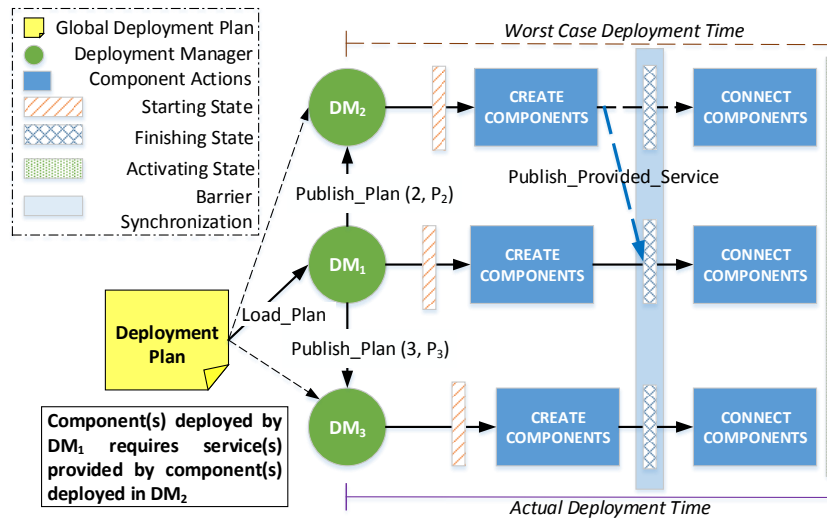 Global Deployment Plan
Deployment Manager
Component Actions
Starting State
Finishing State
Activating State
Barrier
Synchronization
Worst Case Deployment Time
DM2
CREATE
COMPONENTS
CONNECT
COMPONENTS
Publish_Provided_Service
Publish_Plan (2, P2)
DM1
CREATE
COMPONENTS
CONNECT
COMPONENTS
Load_Plan
Deployment
Plan
Publish_Plan (3, P3)
DM3
CREATE
COMPONENTS
CONNECT
COMPONENTS
Component(s) deployed by
DM1 requires service(s)
provided by component(s)
deployed in DM2
Actual Deployment Time